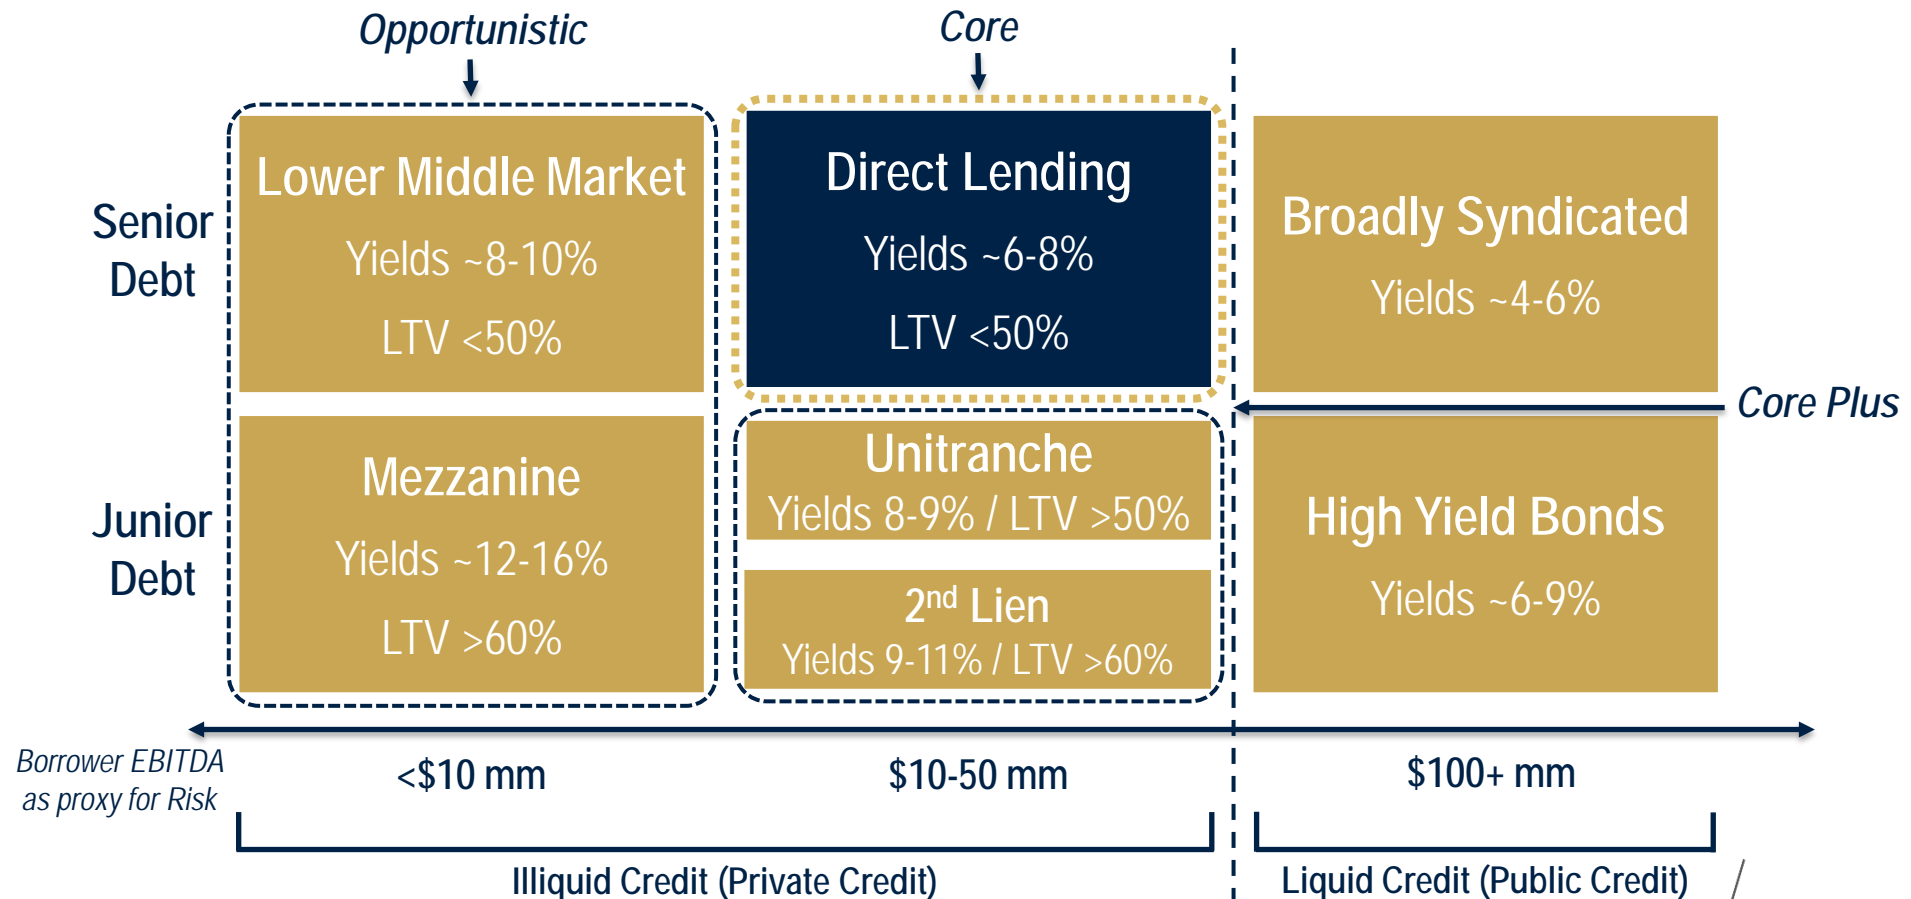 Opportunistic
Core
Senior
Debt
Lower Middle Market
Yields ~8-10%
LTV <50%
Direct Lending
Yields ~6-8%
LTV <50%
Broadly Syndicated
Yields ~4-6%
Core Plus
Junior
Debt
Mezzanine
Yields ~12-16%
LTV >60%
Unitranche
Yields 8-9% / LTV >50%
2nd Lien
Yields 9-11% / LTV >60%
High Yield Bonds
Yields ~6-9%
Borrower EBITDA
as proxy for Risk
<$10 mm
$10-50 mm
$100+ mm
Illiquid Credit (Private Credit)
Liquid Credit (Public Credit)